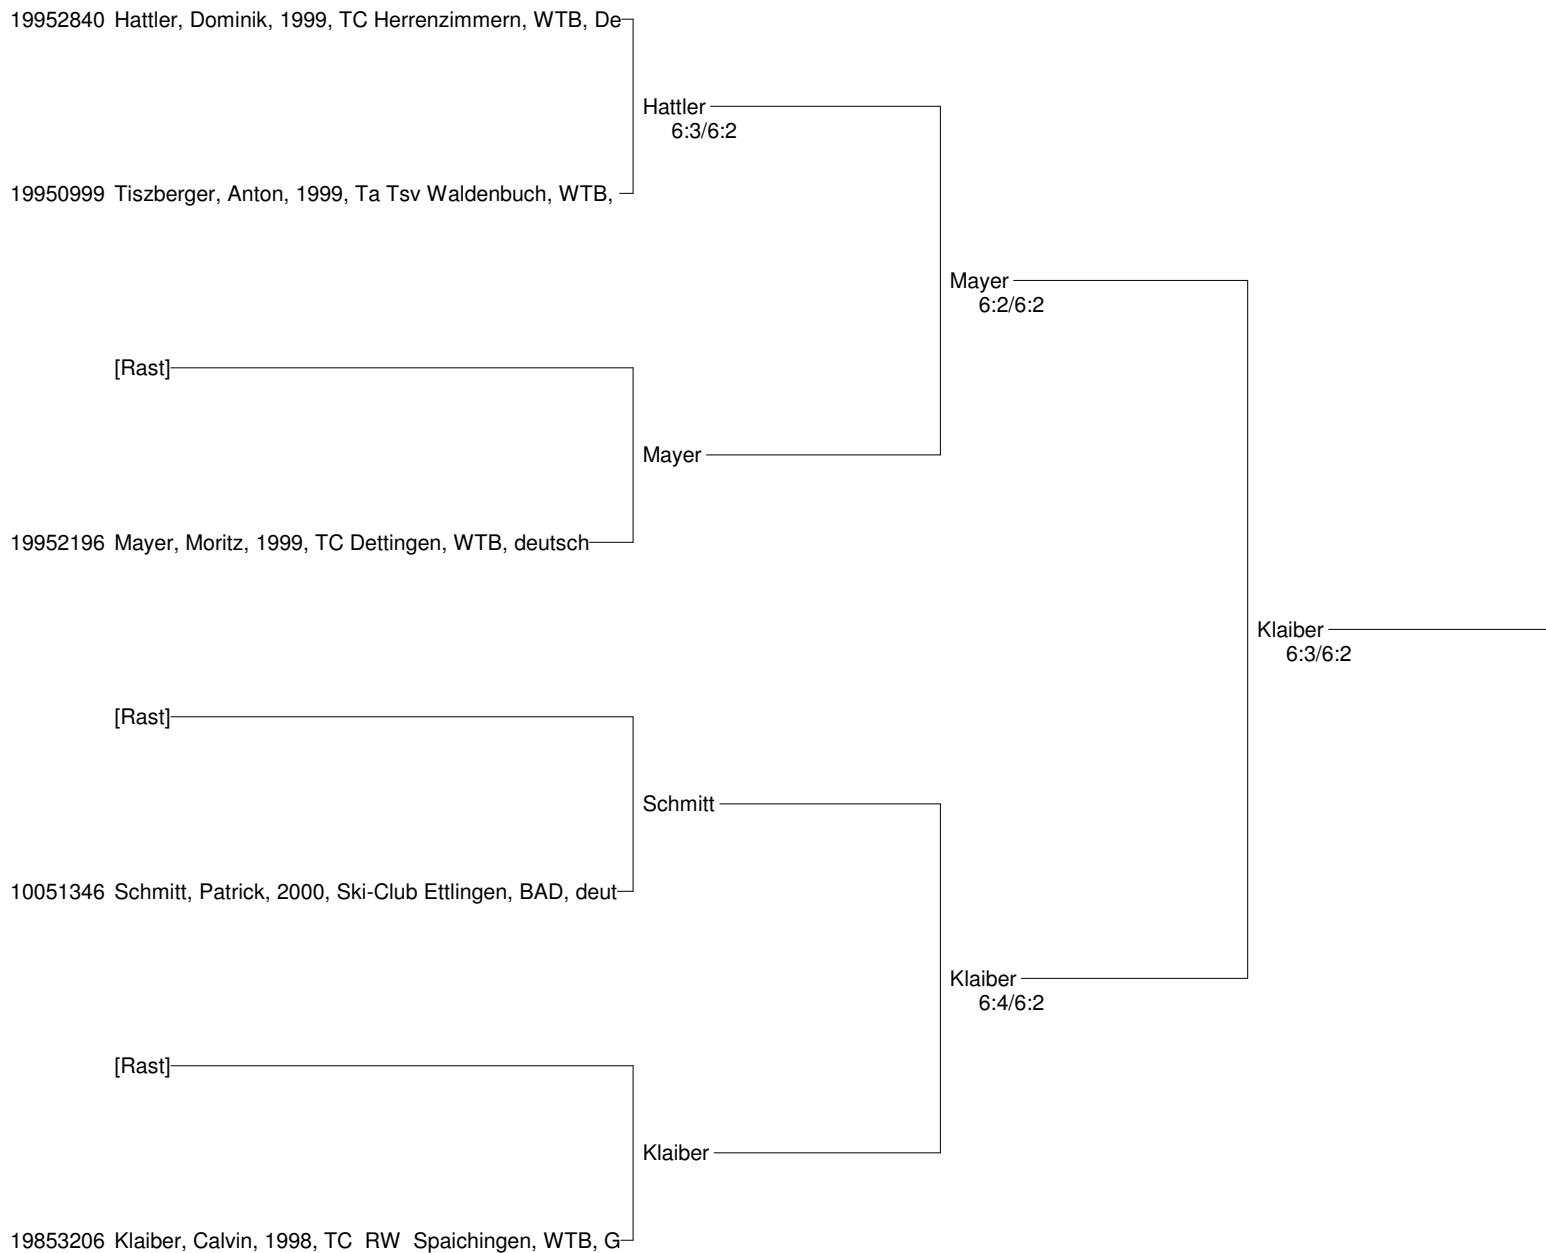 19952840 Hattler, Dominik, 1999, TC Herrenzimmern, WTB, De
Hattler
6:3/6:2
19950999 Tiszberger, Anton, 1999, Ta Tsv Waldenbuch, WTB,
Mayer
6:2/6:2
[Rast]
Mayer
19952196 Mayer, Moritz, 1999, TC Dettingen, WTB, deutsch
Klaiber
6:3/6:2
[Rast]
Schmitt
10051346 Schmitt, Patrick, 2000, Ski-Club Ettlingen, BAD, deut
Klaiber
6:4/6:2
[Rast]
Klaiber
19853206 Klaiber, Calvin, 1998, TC RW Spaichingen, WTB, G